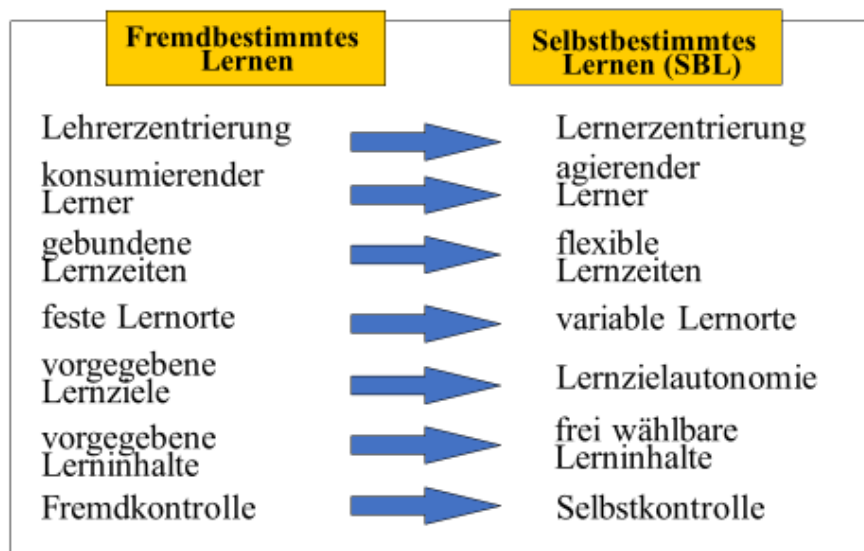 Fremdbestimmtes
Lernen
Selbstbestimmtes
Lernen (SBL)
Lehrerzentrierung
Lernerzentrierung
konsumierender
Lerner
agierender
Lerner
gebundene
Lernzeiten
flexible
Lernzeiten
feste Lernorte
variable Lernorte
vorgegebene
Lernziele
Lernzielautonomie
vorgegebene
Lerninhalte
frei wählbare
Lerninhalte
Fremdkontrolle
Selbstkontrolle